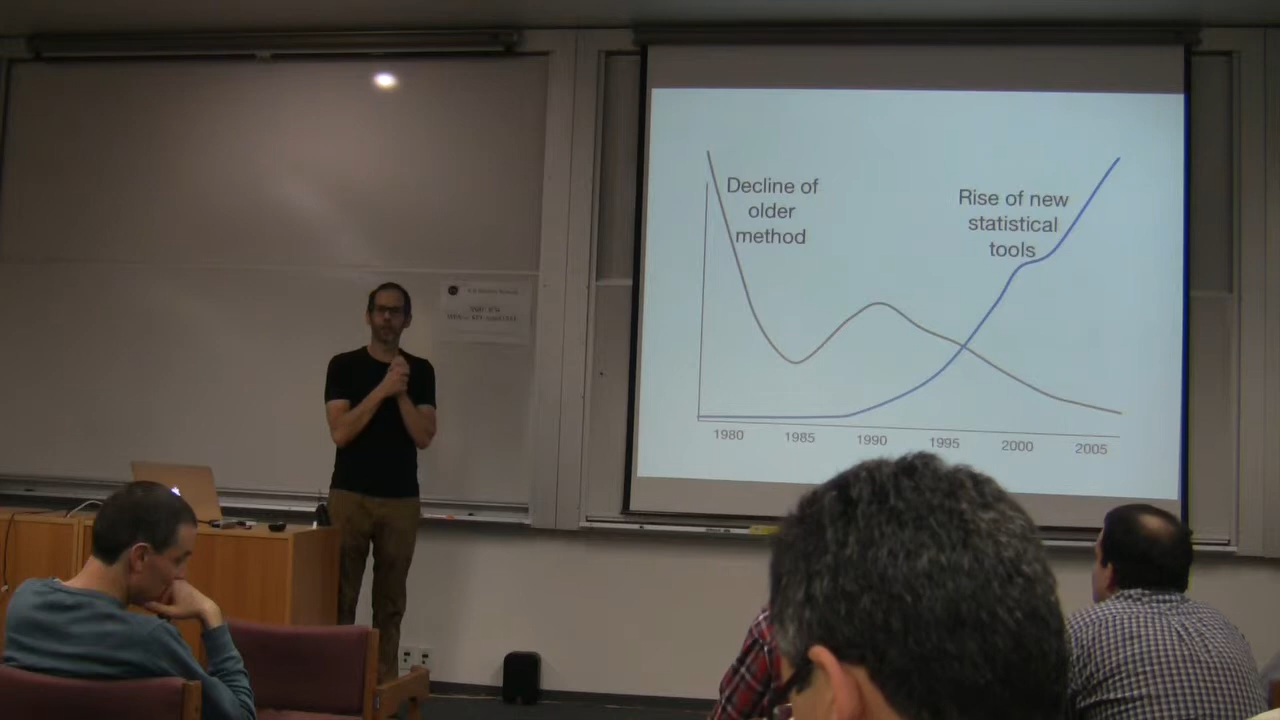 Decline of
older
method
Rise of new
statistical
tools
1980
1985
1990
1995
2000
2005